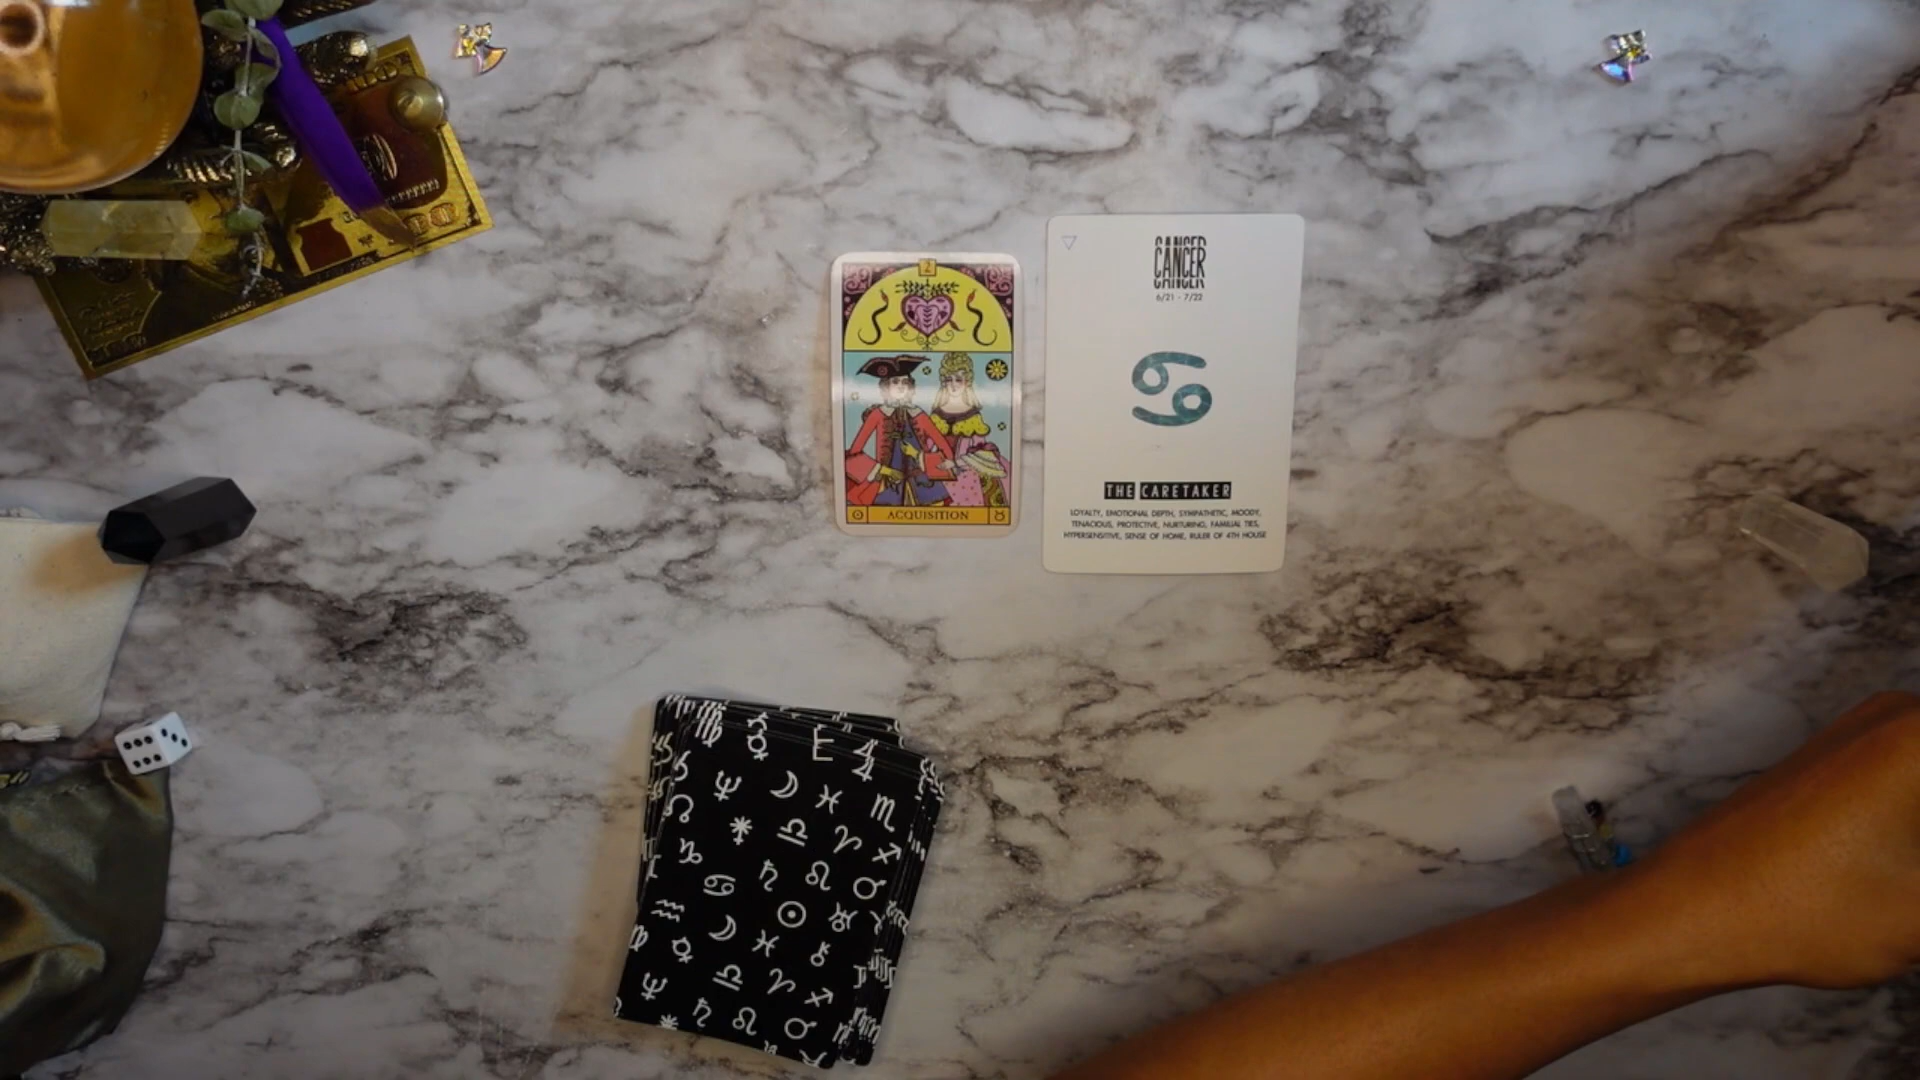 2
ACQUISITION
CANCER
6/21 - 7/22
THE CARETAKER
LOYALTY, EMOTIONAL DEPTH, SYMPATHETIC, MOODY,
TENACIOUS, PROTECTIVE, NURTURING, FAMILIAL TIES,
HYPERSENSITIVE, SENSE OF HOME, RULER OF 4TH HOUSE